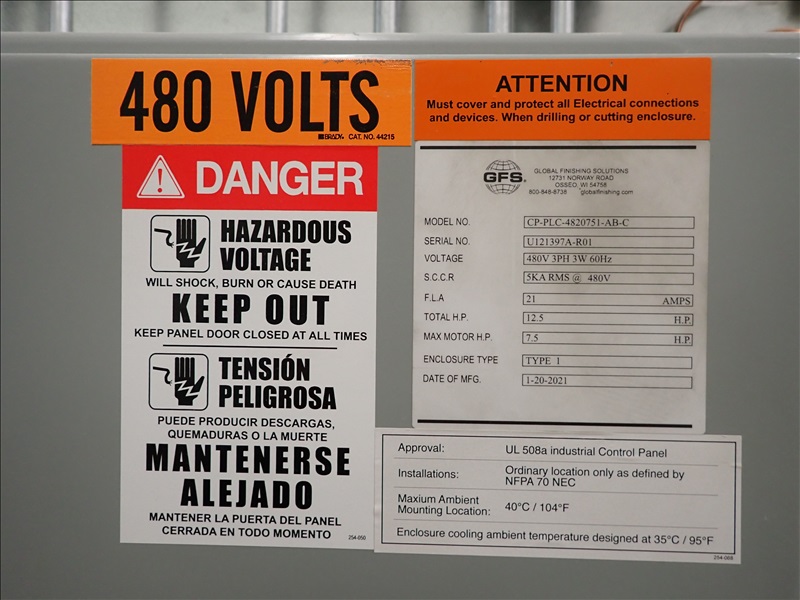 480 VOLTS
BRADY. CAT. NO. 44215
ATTENTION
Must cover and protect all Electrical connections
and devices. When drilling or cutting enclosure.
DANGER
HAZARDOUS
VOLTAGE
WILL SHOCK, BURN OR CAUSE DEATH
KEEP OUT
KEEP PANEL DOOR CLOSED AT ALL TIMES
TENSIÓN
PELIGROSA
PUEDE PRODUCIR DESCARGAS,
QUEMADURAS O LA MUERTE
MANTENERSE
ALEJADO
MANTENER LA PUERTA DEL PANEL
CERRADA EN TODO MOMENTO
254-050
GFS.
GLOBAL FINISHING SOLUTIONS
12731 NORWAY ROAD
OSSEO, WI 54758
800-848-8738 globalfinishing.com
MODEL NO. CP-PLC-4820751-AB-C
SERIAL NO. U121397A-R01
VOLTAGE 480V 3PH 3W 60Hz
S.C.C.R 5KA RMS @ 480V
F.L.A 21 AMPS
TOTAL H.P. 12.5 H.P.
MAX MOTOR H.P. 7.5 H.P
ENCLOSURE TYPE TYPE 1
DATE OF MFG. 1-20-2021
Approval: UL 508a industrial Control Panel
Installations: Ordinary location only as defined by
NFPA 70 NEC
Maxium Ambient
Mounting Location: 40°C / 104°F
Enclosure cooling ambient temperature designed at 35°C / 95°F
254-008